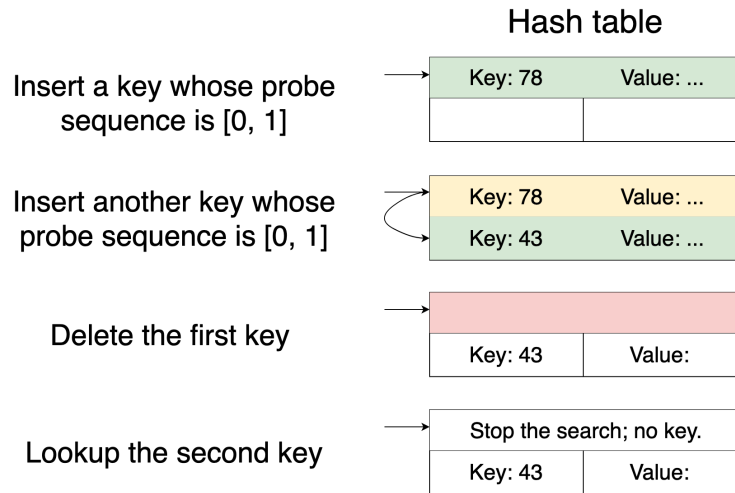 Hash table
Insert a key whose probe
sequence is [0, 1]
Key: 78 Value: ...
Insert another key whose
probe sequence is [0, 1]
Key: 78 Value: ...
Key: 43 Value: ...
Delete the first key
Key: 43 Value:
Lookup the second key
Stop the search; no key.
Key: 43 Value: